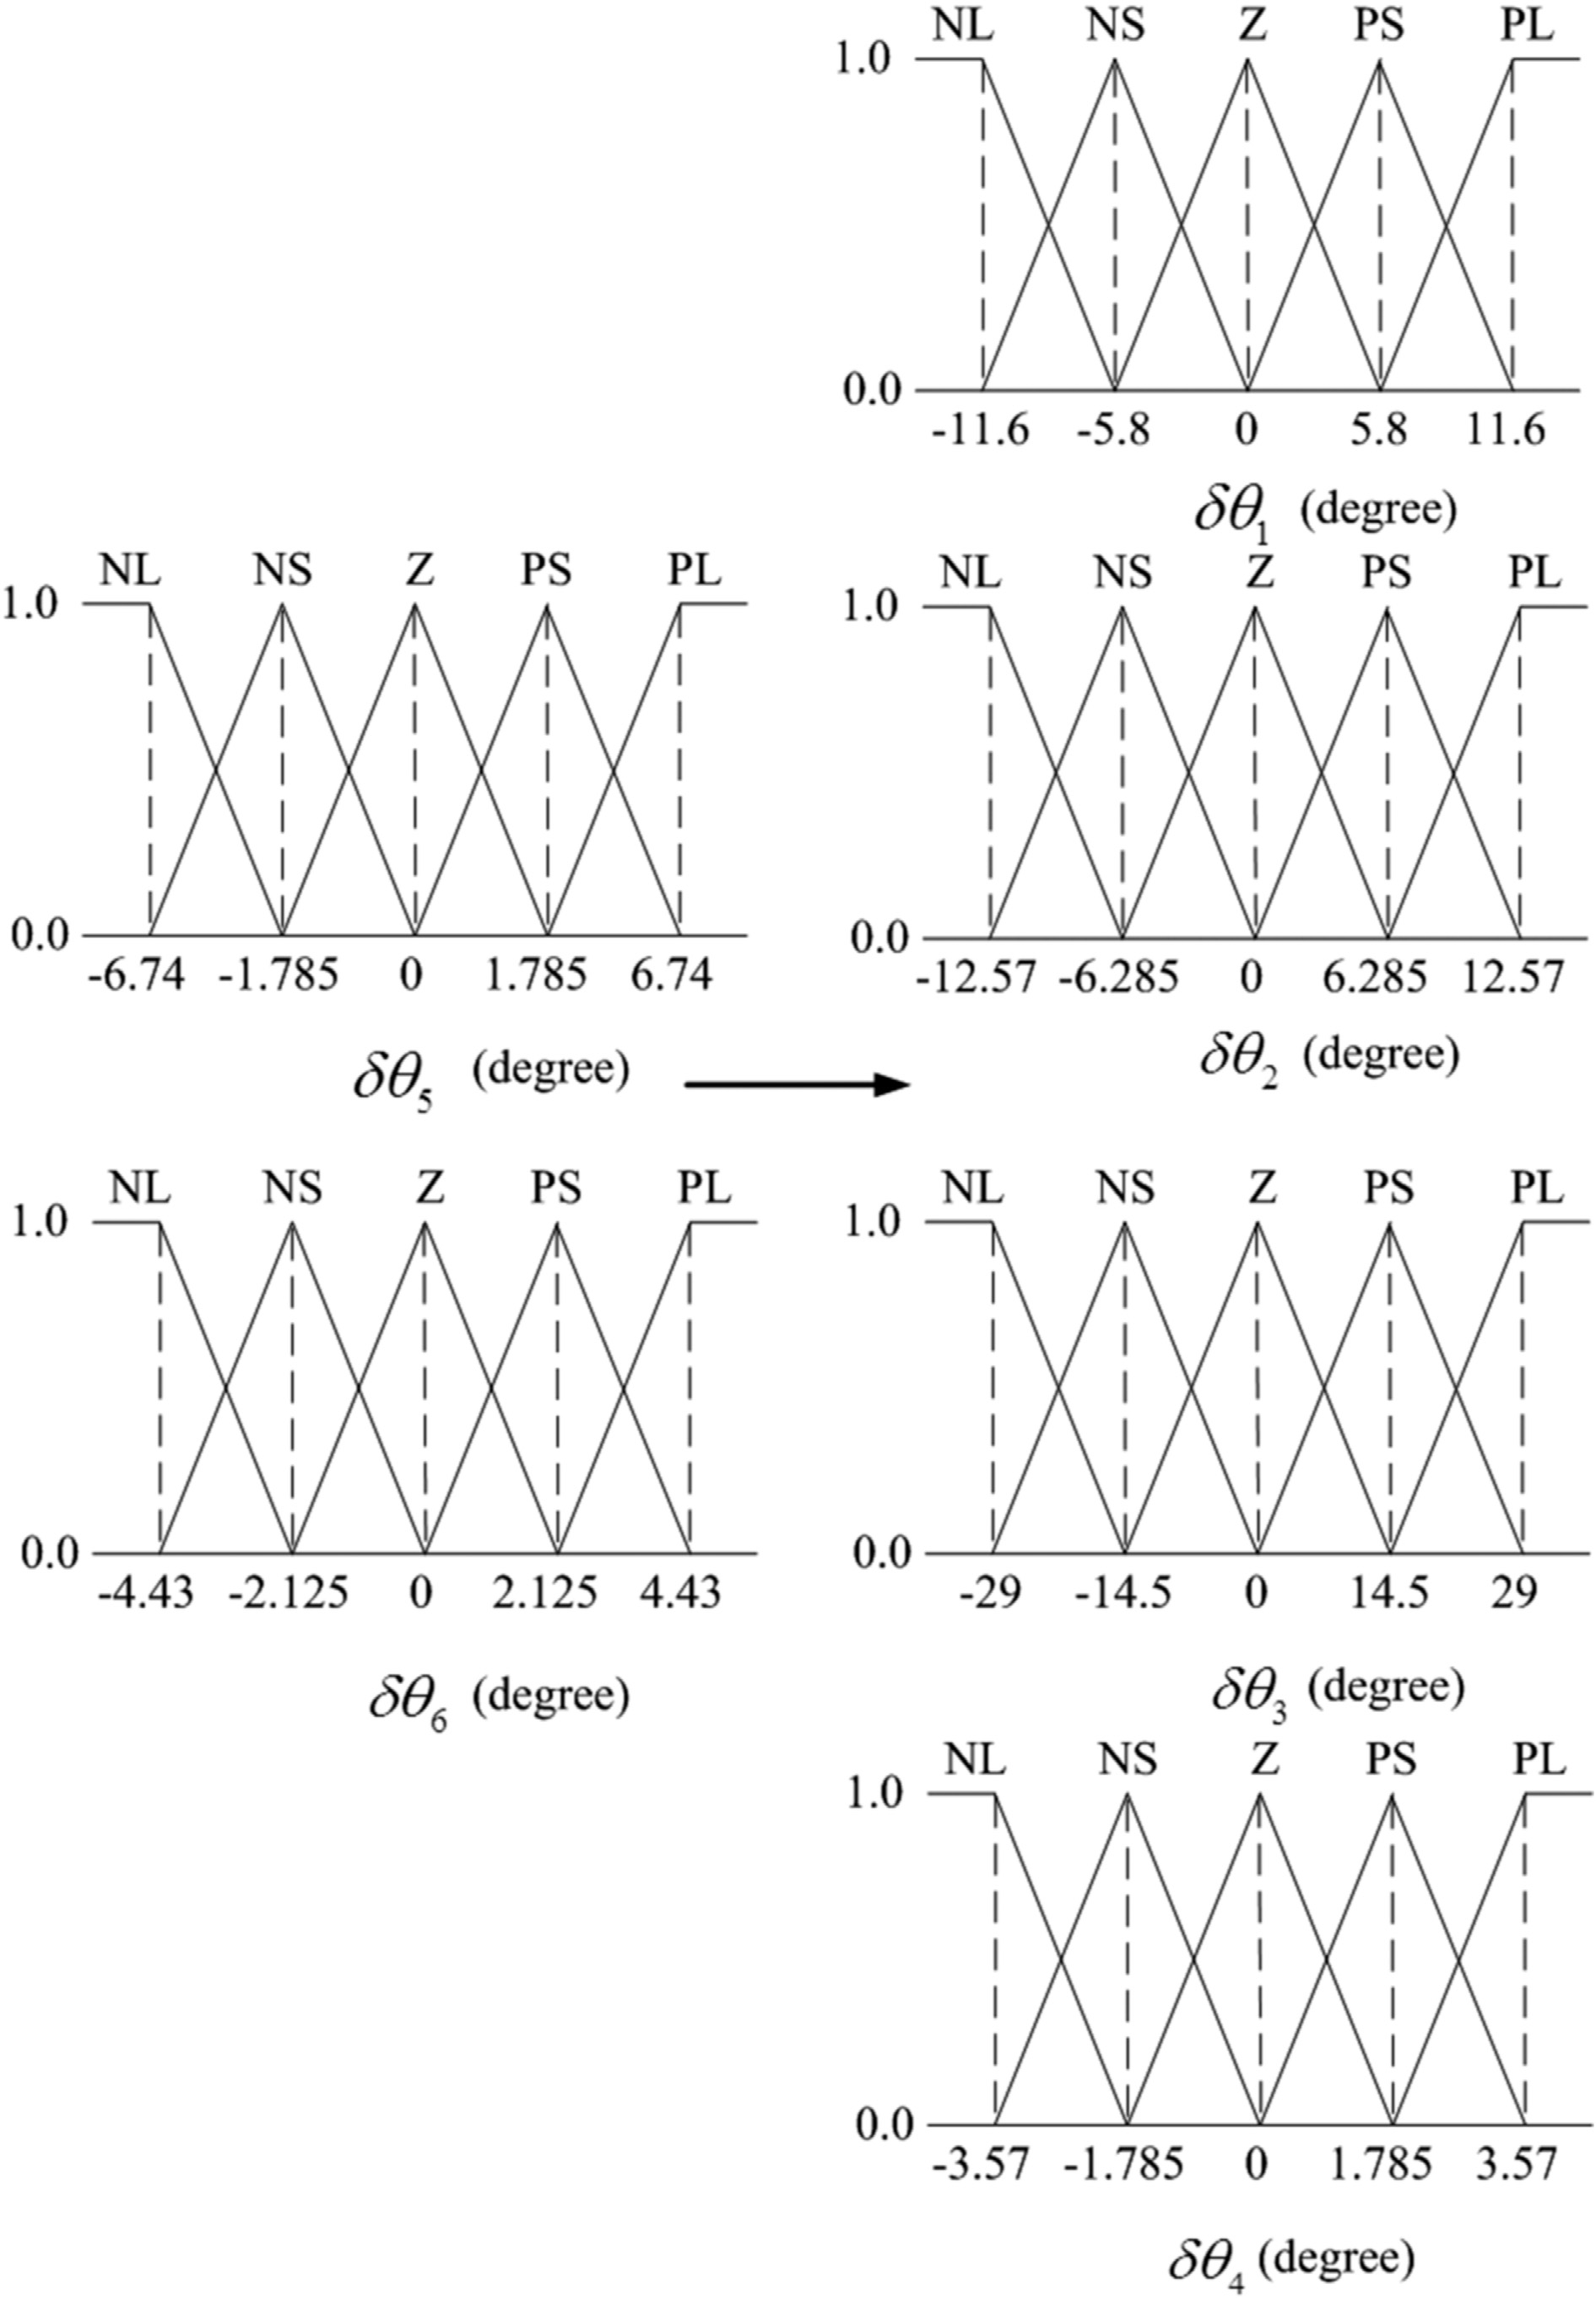 NL NS Z PS PL
1.0
0.0
-11.6 -5.8 0 5.8 11.6
δθ1 (degree)
NL NS Z PS PL
1.0
0.0
-6.74 -1.785 0 1.785 6.74
δθ5 (degree)
NL NS Z PS PL
1.0
0.0
-12.57 -6.285 0 6.285 12.57
δθ2 (degree)
NL NS Z PS PL
1.0
0.0
-4.43 -2.125 0 2.125 4.43
δθ6 (degree)
NL NS Z PS PL
1.0
0.0
-29 -14.5 0 14.5 29
δθ3 (degree)
NL NS Z PS PL
1.0
0.0
-3.57 -1.785 0 1.785 3.57
δθ4 (degree)